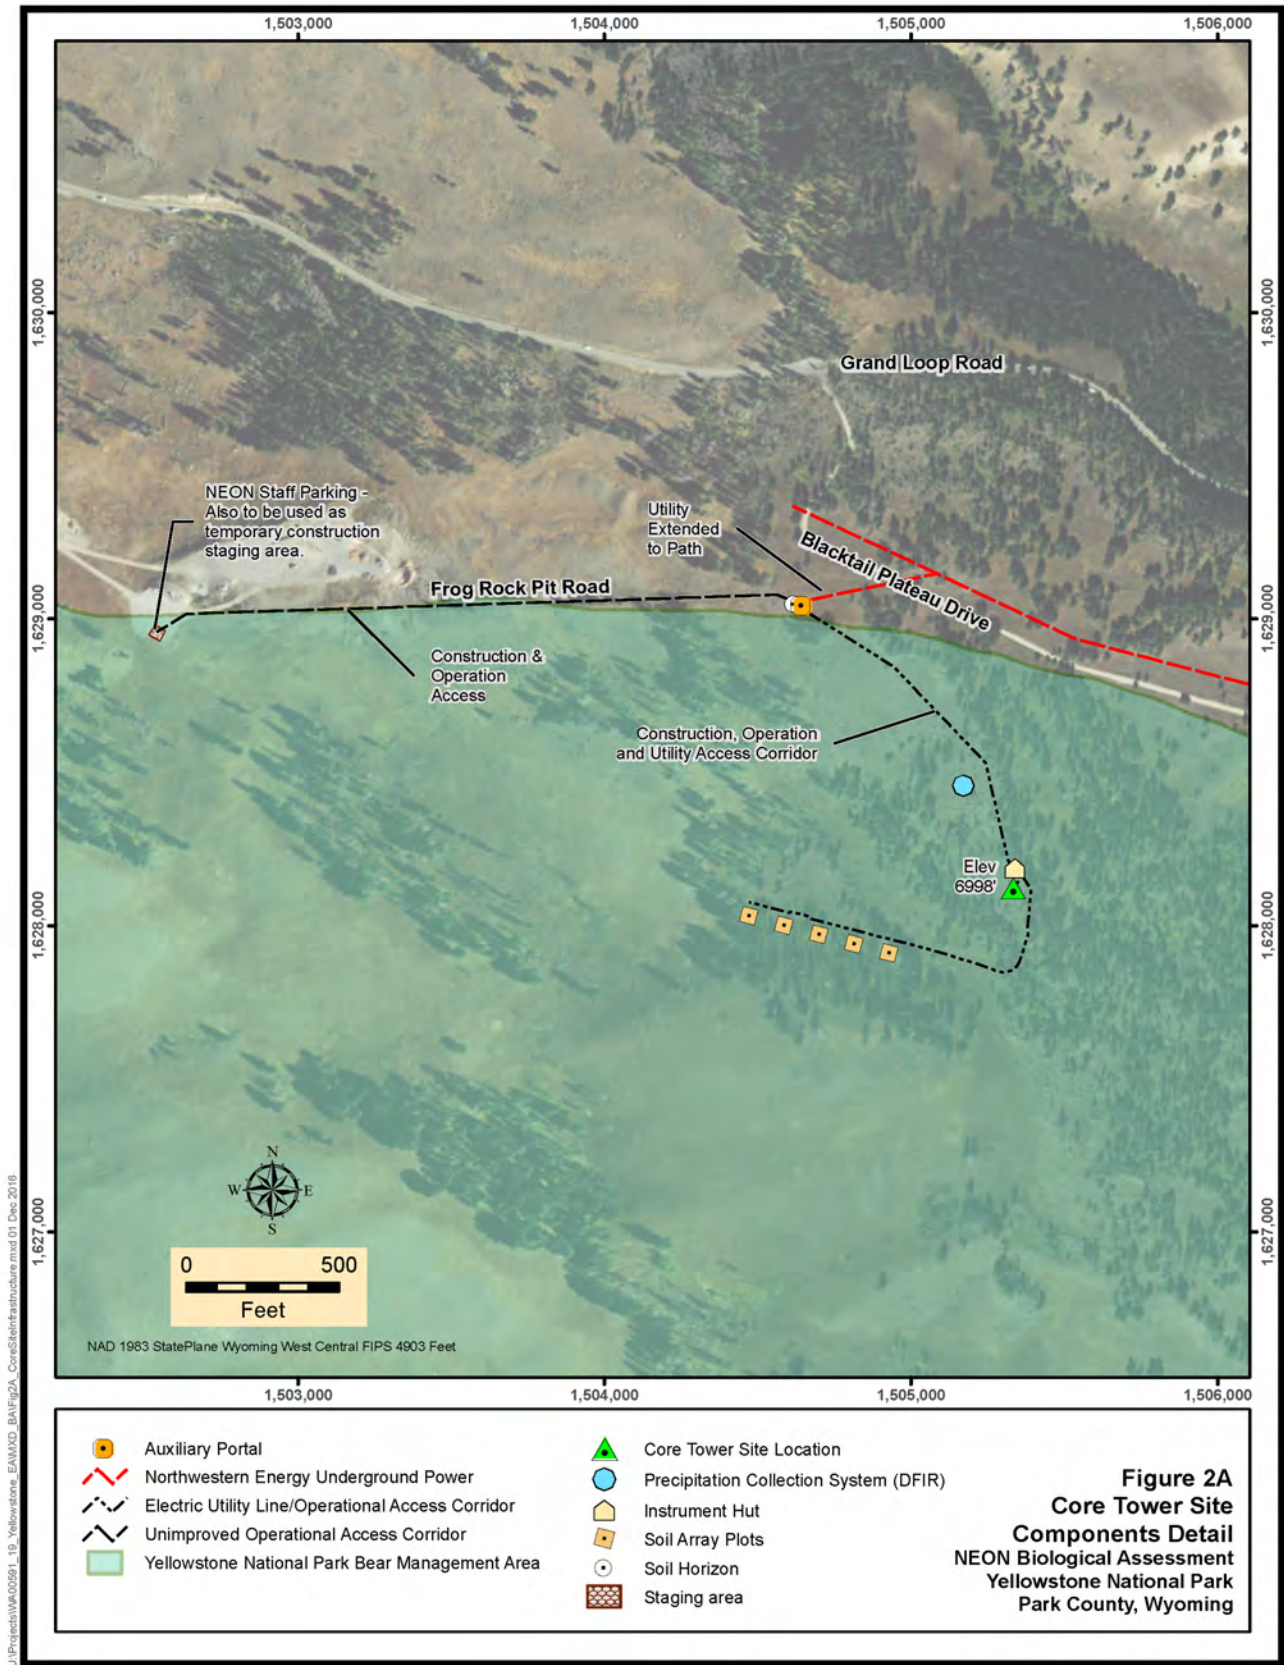 1,503,000 1,504,000 1,505,000 1,506,000
1,630,000
1,630,000
Grand Loop Road
NEON Staff Parking -
Also to be used as
temporary construction
staging area.
Utility
Extended
to Path
Blacktail Plateau Drive
Frog Rock Pit Road
1,629,000
1,629,000
Construction &
Operation
Access
Construction, Operation
and Utility Access Corridor
Elev
6998'
1,628,000
1,628,000
N
W E
S
1,627,000
1,627,000
0 500
Feet
NAD 1983 StatePlane Wyoming West Central FIPS 4903 Feet
1,503,000 1,504,000 1,505,000 1,506,000
Auxiliary Portal
Northwestern Energy Underground Power
Electric Utility Line/Operational Access Corridor
Unimproved Operational Access Corridor
Yellowstone National Park Bear Management Area
Core Tower Site Location
Precipitation Collection System (DFIR)
Instrument Hut
Soil Array Plots
Soil Horizon
Staging area
Figure 2A
Core Tower Site
Components Detail
NEON Biological Assessment
Yellowstone National Park
Park County, Wyoming
J:\Projects\WA00591_19_Yellowstone_EA\MXD_BA\Fig2A_CoreSiteInfrastructure.mxd 01 Dec 2016